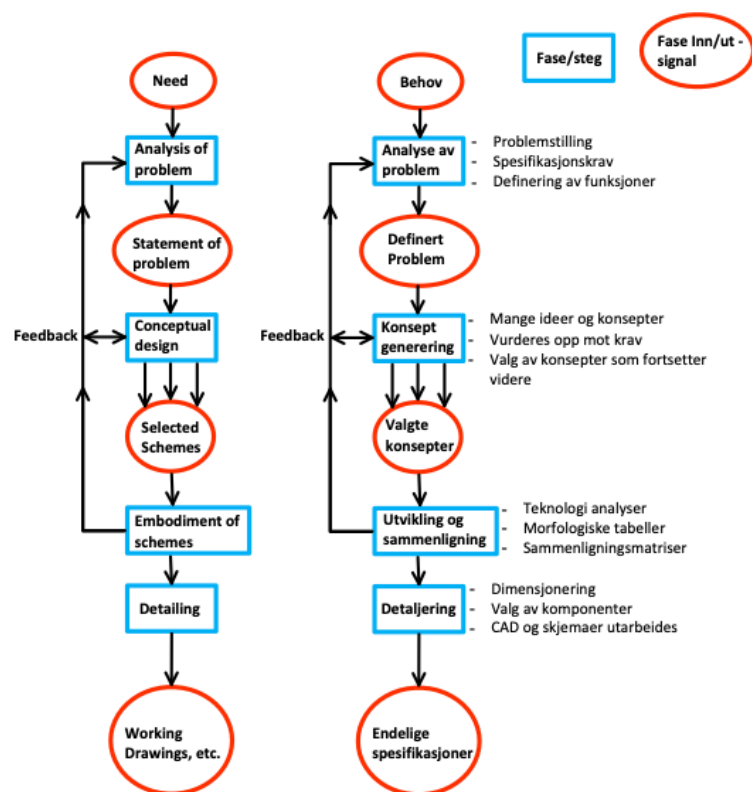 Fase/steg
Fase Inn/ut -
signal
Need
Analysis of
problem
Statement of
problem
Feedback
Conceptual
design
Selected
Schemes
Embodiment of
schemes
Detailing
Working
Drawings, etc.
Behov
Analyse av
problem
- Problemstilling
- Spesifikasjonskrav
- Definering av funksjoner
Definert
Problem
Feedback
Konsept
generering
- Mange ideer og konsepter
- Vurderes opp mot krav
- Valg av konsepter som fortsetter
videre
Valgte
konsepter
Utvikling og
sammenligning
- Teknologi analyser
- Morfologiske tabeller
- Sammenligningsmatriser
Detaljering
- Dimensjonering
- Valg av komponenter
- CAD og skjemaer utarbeides
Endelige
spesifikasjoner